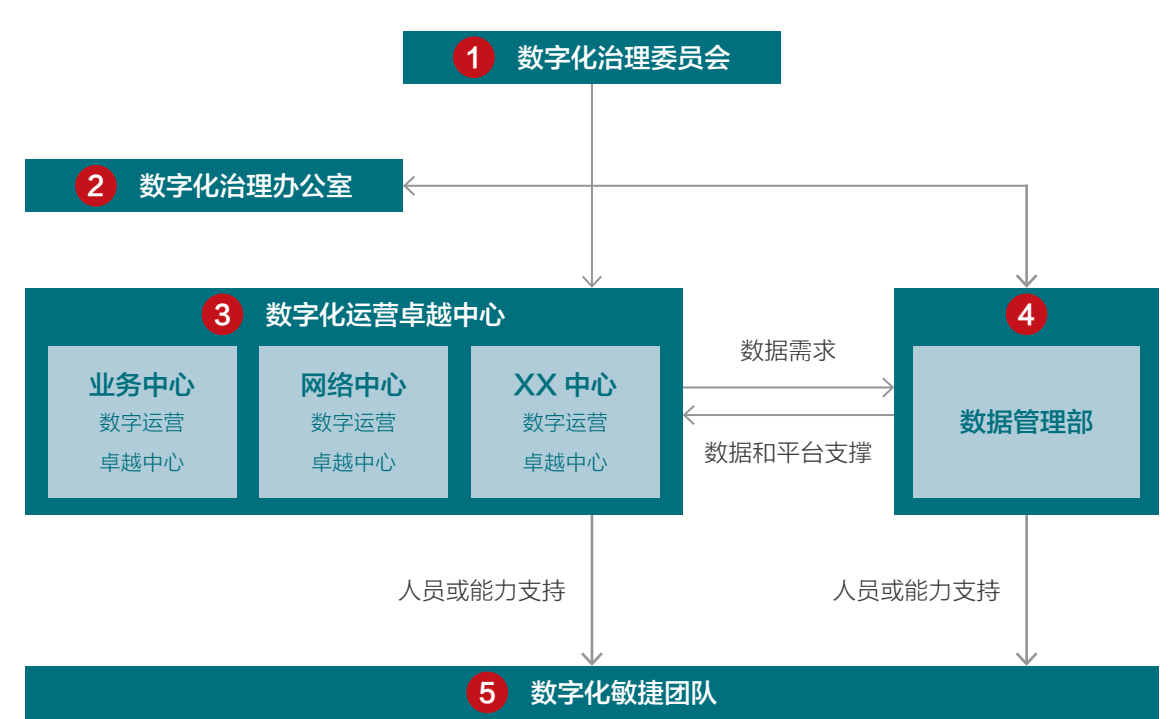 1 数字化治理委员会
2 数字化治理办公室
3 数字化运营卓越中心
业务中心
数字运营
卓越中心
网络中心
数字运营
卓越中心
XX 中心
数字运营
卓越中心
数据需求
数据和平台支撑
4
数据管理部
人员或能力支持
人员或能力支持
5 数字化敏捷团队